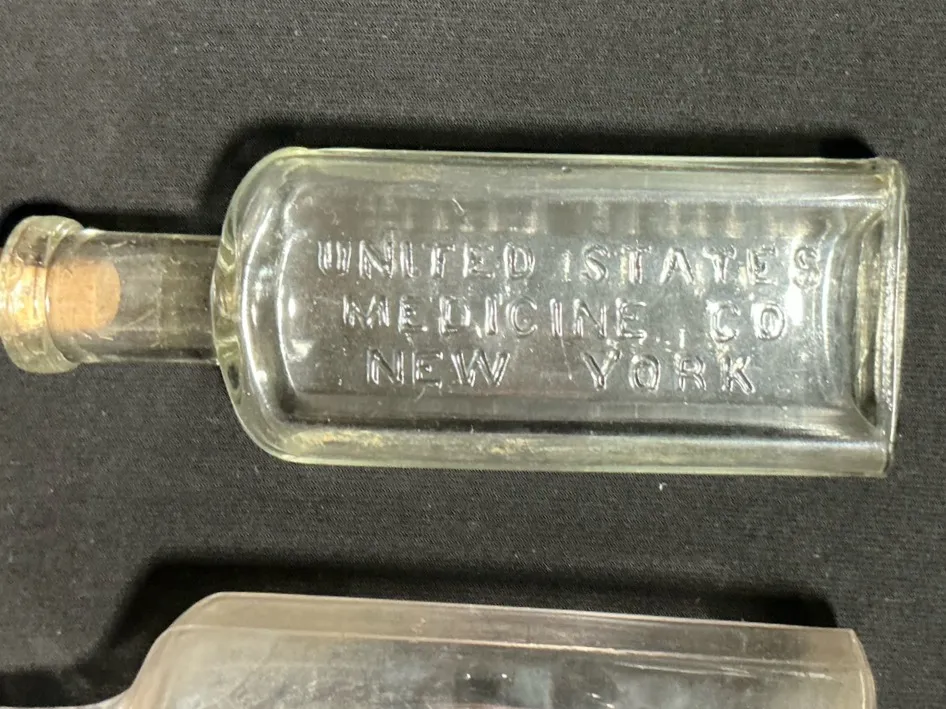 UNITED STATES
MEDICINE CO
NEW YORK